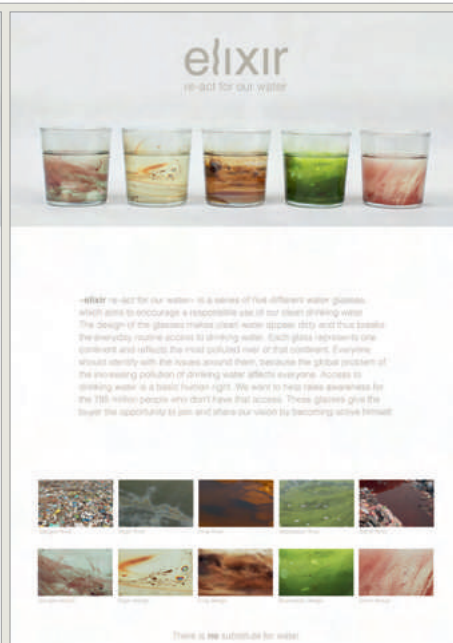 elixir
re-act for our water
«elixir re-act for our water» is a series of five different water glasses,
which aims to encourage a responsible use of our clean drinking water.
The design of the glasses makes clean water appear dirty and thus breaks
the everyday routine access to drinking water. Each glass represents one
continent and reflects the most polluted river of that continent. Everyone
should identify with the issues around them, because the global problem of
the increasing pollution of drinking water affects everyone. Access to
drinking water is a basic human right. We want to help raise awareness for
the million people who don't have that access. These glasses give the
buyer the opportunity to join and share our vision by becoming active himself.
There is no substitute for water